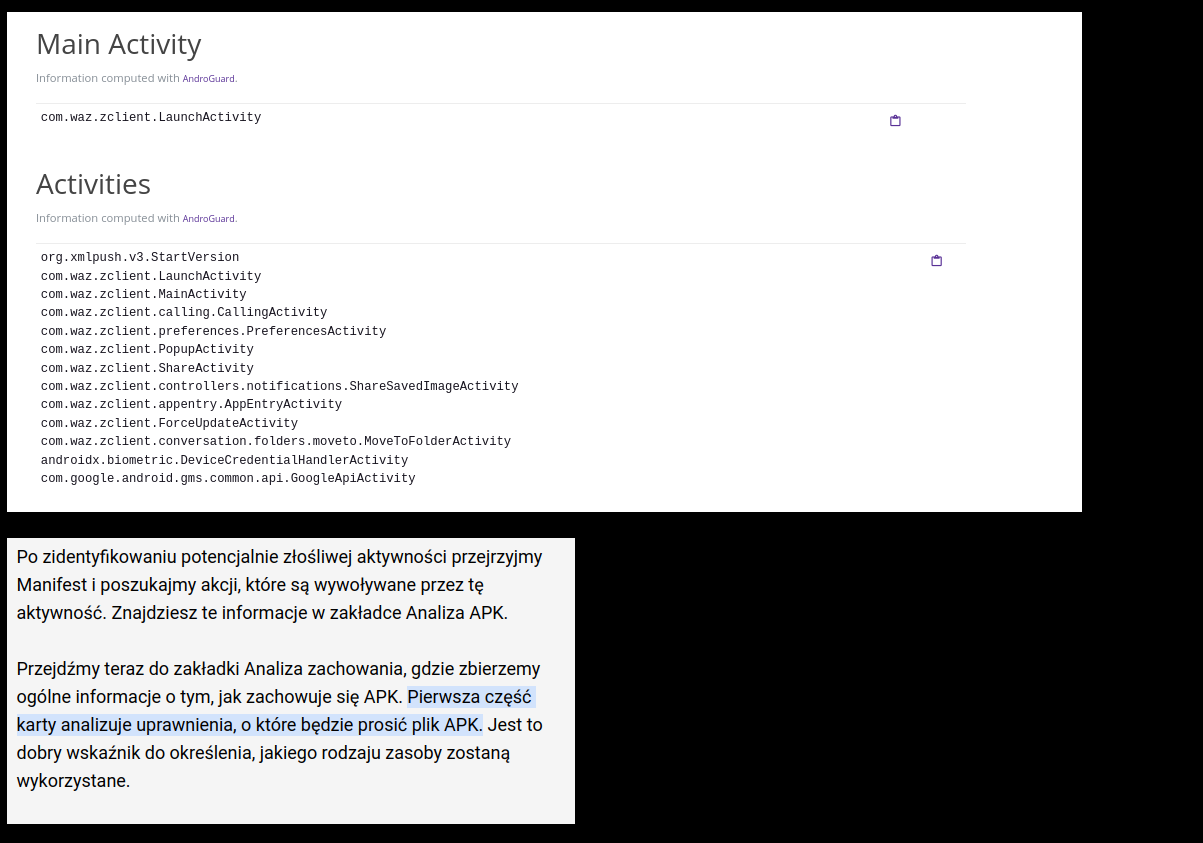 Main Activity
Information computed with AndroGuard.
com.waz.zclient.LaunchActivity
Activities
Information computed with AndroGuard.
org.xmlpush.v3.StartVersion
com.waz.zclient.LaunchActivity
com.waz.zclient.MainActivity
com.waz.zclient.calling.CallingActivity
com.waz.zclient.preferences.PreferencesActivity
com.waz.zclient.PopupActivity
com.waz.zclient.ShareActivity
com.waz.zclient.controllers.notifications.ShareSavedImageActivity
com.waz.zclient.appentry.AppEntryActivity
com.waz.zclient.ForceUpdateActivity
com.waz.zclient.conversation.folders.moveto.MoveToFolderActivity
androidx.biometric.DeviceCredentialHandlerActivity
com.google.android.gms.common.api.GoogleApiActivity
Po zidentyfikowaniu potencjalnie złośliwej aktywności przejrzyjmy
Manifest i poszukajmy akcji, które są wywoływane przez tę
aktywność. Znajdziesz te informacje w zakładce Analiza APK.
Przejdźmy teraz do zakładki Analiza zachowania, gdzie zbierzemy
ogólne informacje o tym, jak zachowuje się APK. Pierwsza część
karty analizuje uprawnienia, o które będzie prosić plik APK. Jest to
dobry wskaźnik do określenia, jakiego rodzaju zasoby zostaną
wykorzystane.